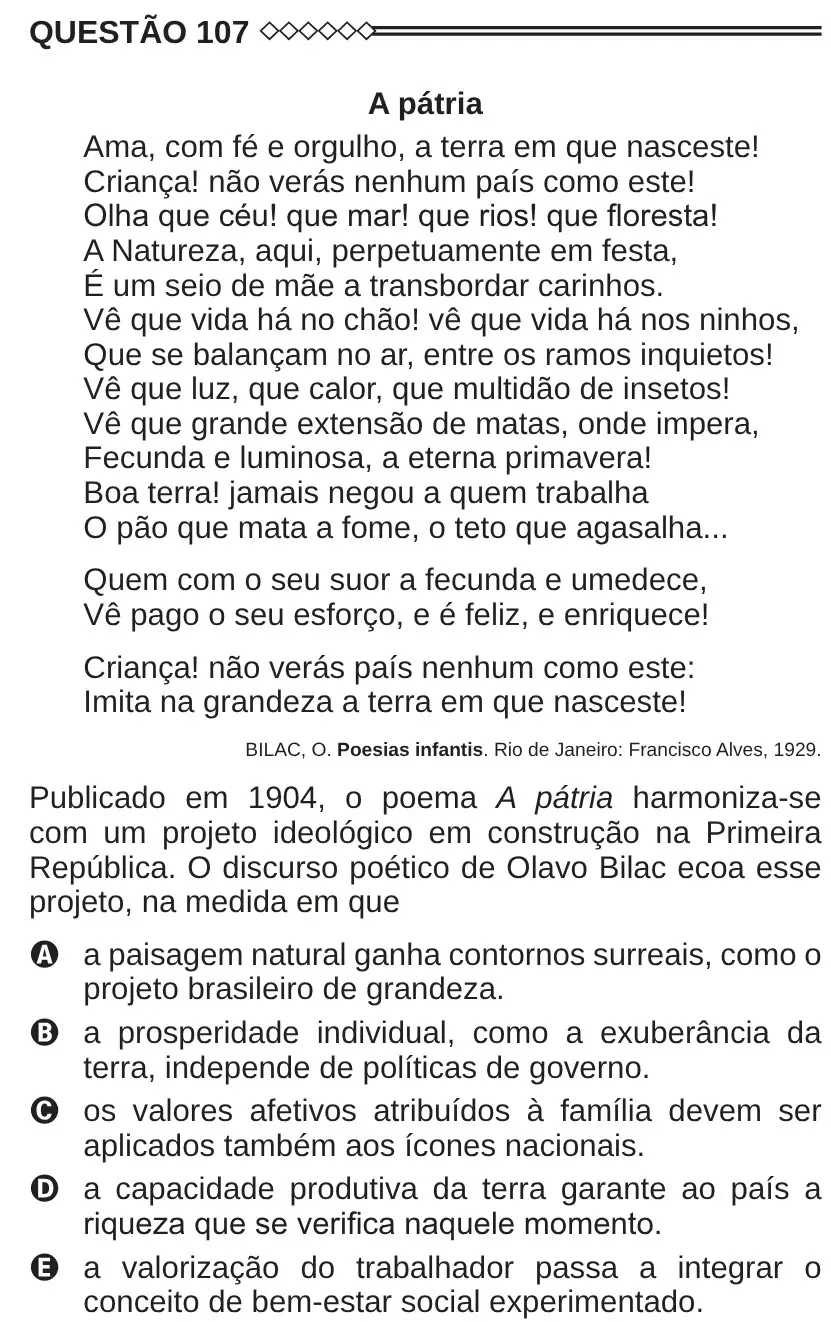 QUESTÃO 107
A pátria
Ama, com fé e orgulho, a terra em que nasceste!
Criança! não verás nenhum país como este!
Olha que céu! que mar! que rios! que floresta!
A Natureza, aqui, perpetuamente em festa,
É um seio de mãe a transbordar carinhos.
Vê que vida há no chão! vê que vida há nos ninhos,
Que se balançam no ar, entre os ramos inquietos!
Vê que luz, que calor, que multidão de insetos!
Vê que grande extensão de matas, onde impera,
Fecunda e luminosa, a eterna primavera!
Boa terra! jamais negou a quem trabalha
O pão que mata a fome, o teto que agasalha...
Quem com o seu suor a fecunda e umedece,
Vê pago o seu esforço, e é feliz, e enriquece!
Criança! não verás país nenhum como este:
Imita na grandeza a terra em que nasceste!
BILAC, O. Poesias infantis. Rio de Janeiro: Francisco Alves, 1929.
Publicado em 1904, o poema A pátria harmoniza-se
com um projeto ideológico em construção na Primeira
República. O discurso poético de Olavo Bilac ecoa esse
projeto, na medida em que
A a paisagem natural ganha contornos surreais, como o
projeto brasileiro de grandeza.
B a prosperidade individual, como a exuberância da
terra, independe de políticas de governo.
C os valores afetivos atribuídos à família devem ser
aplicados também aos ícones nacionais.
D a capacidade produtiva da terra garante ao país a
riqueza que se verifica naquele momento.
E a valorização do trabalhador passa a integrar o
conceito de bem-estar social experimentado.